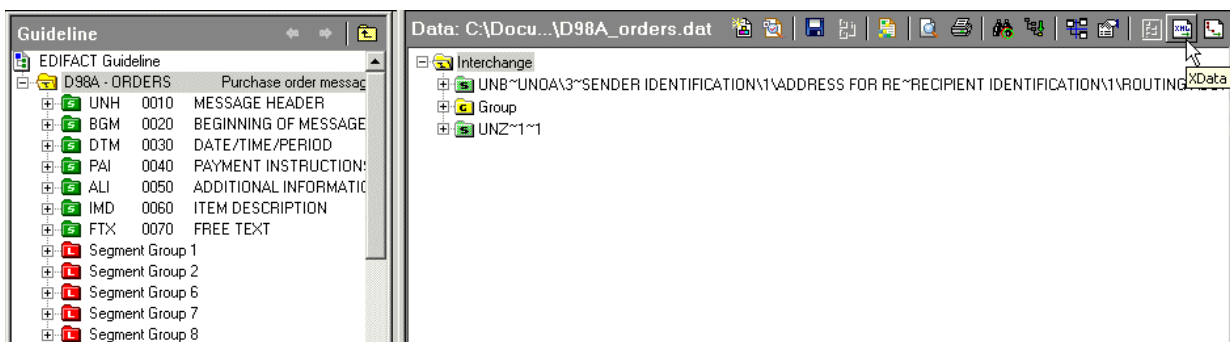 Guideline
EDIFACT Guideline
D98A - ORDERS Purchase order messag
UNH 0010 MESSAGE HEADER
BGM 0020 BEGINNING OF MESSAGE
DTM 0030 DATE/TIME/PERIOD
PAI 0040 PAYMENT INSTRUCTION
ALI 0050 ADDITIONAL INFORMATIO
IMD 0060 ITEM DESCRIPTION
FTX 0070 FREE TEXT
Segment Group 1
Segment Group 2
Segment Group 6
Segment Group 7
Segment Group 8
Data: C:\Docu...\D98A_orders.dat
Interchange
UNB~UNOA\3~SENDER IDENTIFICATION\1\ADDRESS FOR RE~RECIPIENT IDENTIFICATION\1\ROUTING
Group
UNZ~1~1
XML
XData